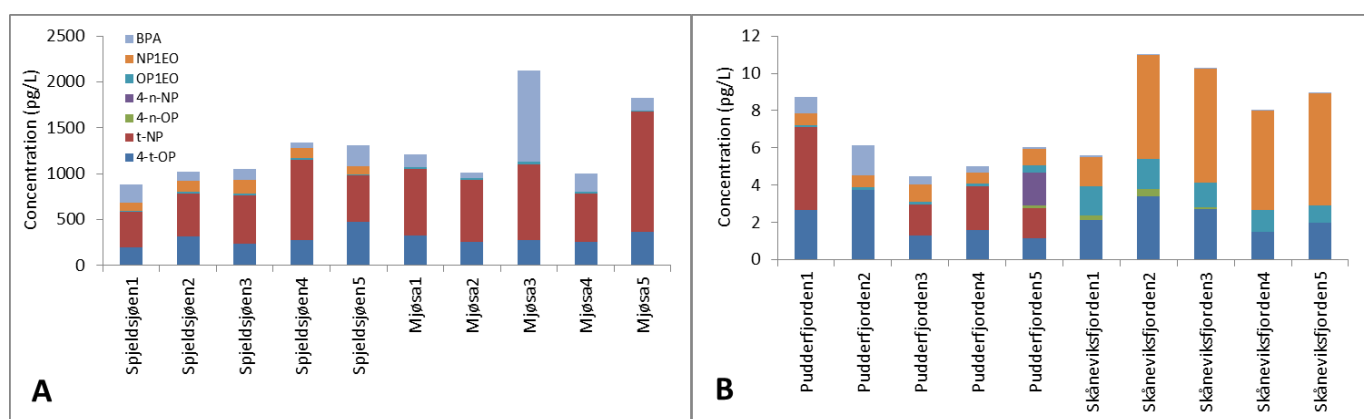 2500
2000
1500
1000
500
0
Concentration (pg/L)
BPA
NP1EO
OP1EO
4-n-NP
4-n-OP
t-NP
4-t-OP
Spjeldsjøen1
Spjeldsjøen2
Spjeldsjøen3
Spjeldsjøen4
Spjeldsjøen5
Mjøsa1
Mjøsa2
Mjøsa3
Mjøsa4
Mjøsa5
A
12
10
8
6
4
2
0
Concentration (pg/L)
Pudderfjorden1
Pudderfjorden2
Pudderfjorden3
Pudderfjorden4
Pudderfjorden5
Skåneviksfjorden1
Skåneviksfjorden2
Skåneviksfjorden3
Skåneviksfjorden4
Skåneviksfjorden5
B